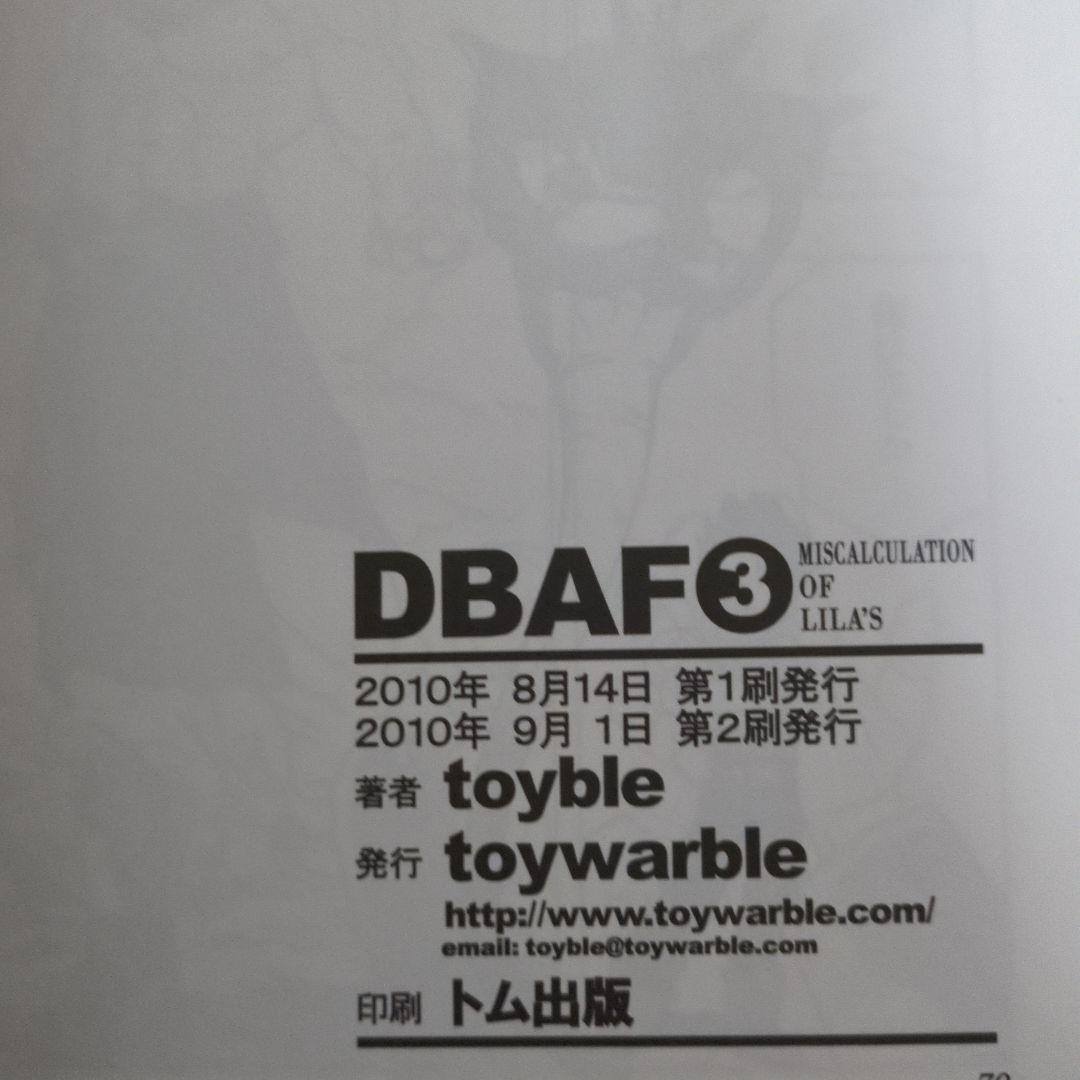 DBAF③ MISCALCULATION
OF
LILA'S
2010年 8月14日 第1刷発行
2010年 9月 1日 第2刷発行
著者 toyble
発行 toywarble
http://www.toywarble.com/
email: toyble@toywarble.com
印刷 トム出版